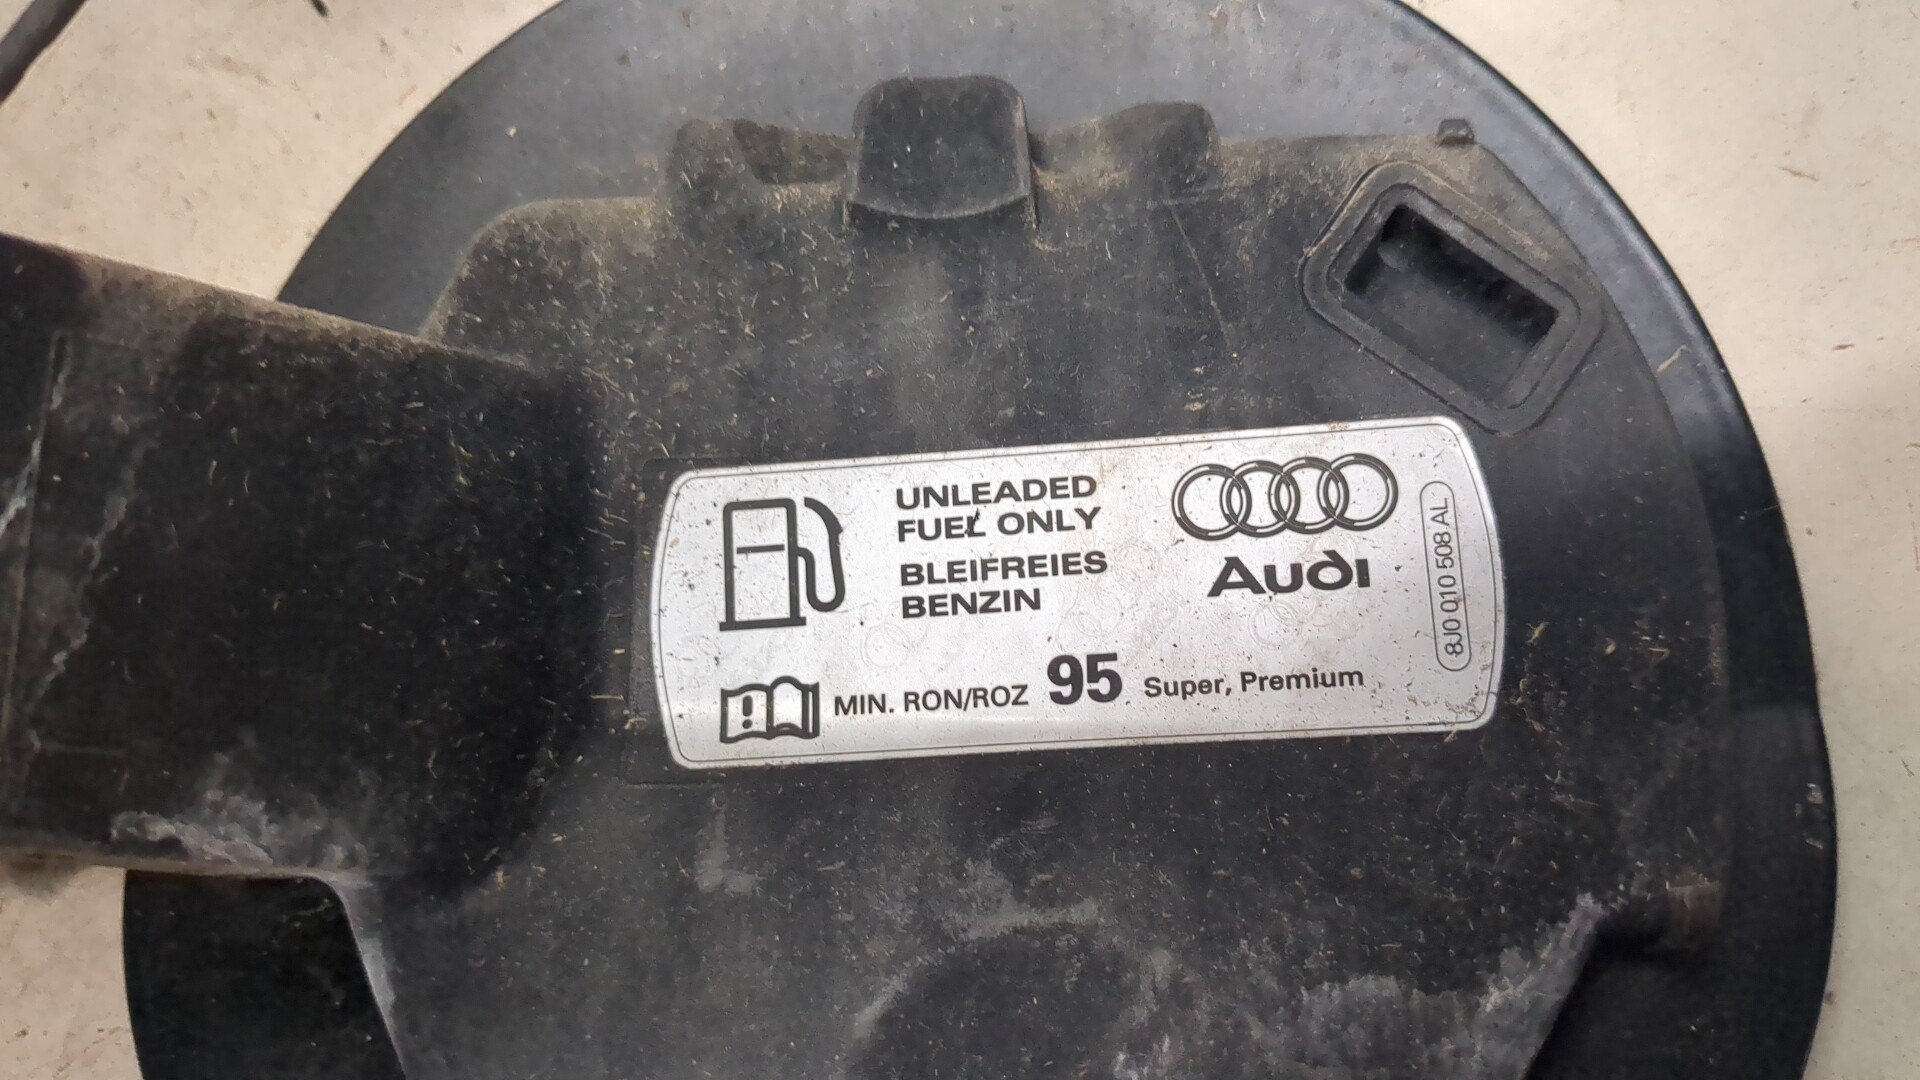 UNLEADED
FUEL ONLY
BLEIFREIES
BENZIN
Audi
8J0 010 508 AL
MIN. RON/ROZ 95 Super, Premium